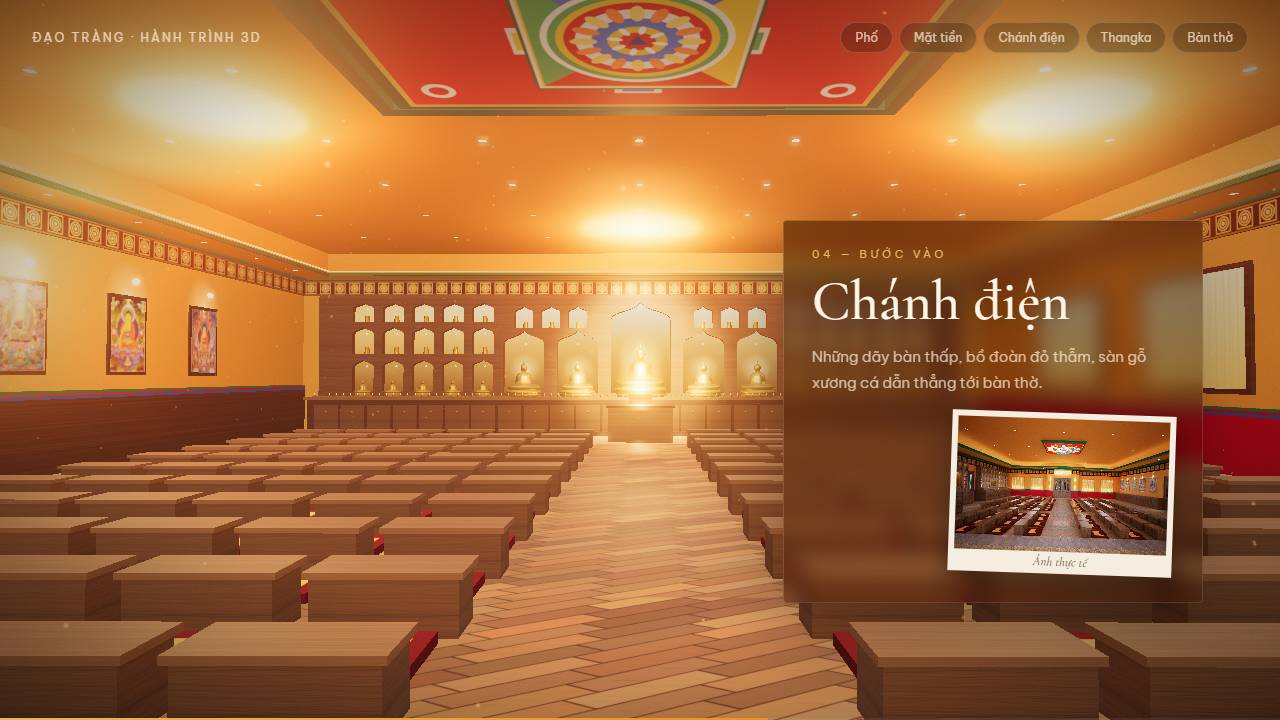 ĐẠO TRÀNG · HÀNH TRÌNH 3D
Phố
Mặt tiền
Chánh điện
Thangka
Bàn thờ
04 — BƯỚC VÀO
Chánh điện
Những dãy bàn thấp, bồ đoàn đỏ thẫm, sàn gỗ
xương cá dẫn thẳng tới bàn thờ.
Ảnh thực tế